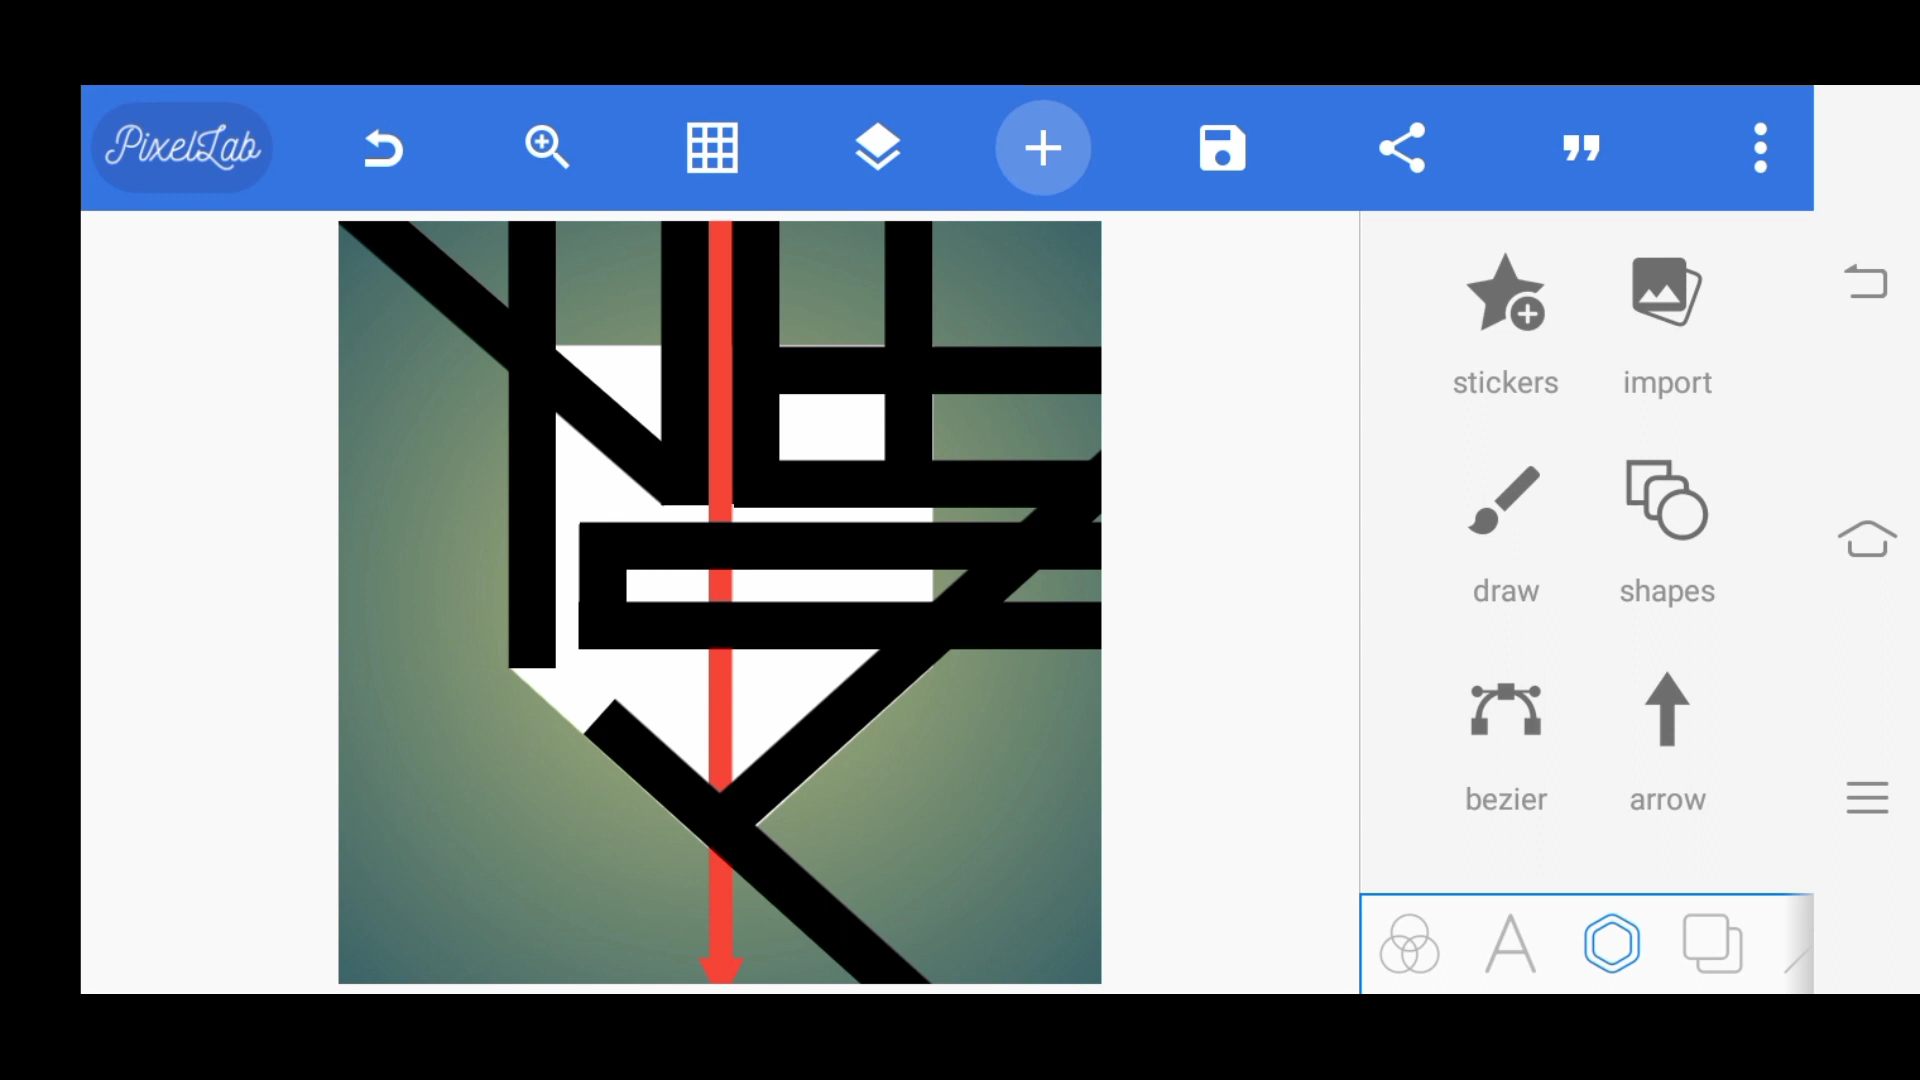 PixelLab
stickers
import
draw
shapes
bezier
arrow